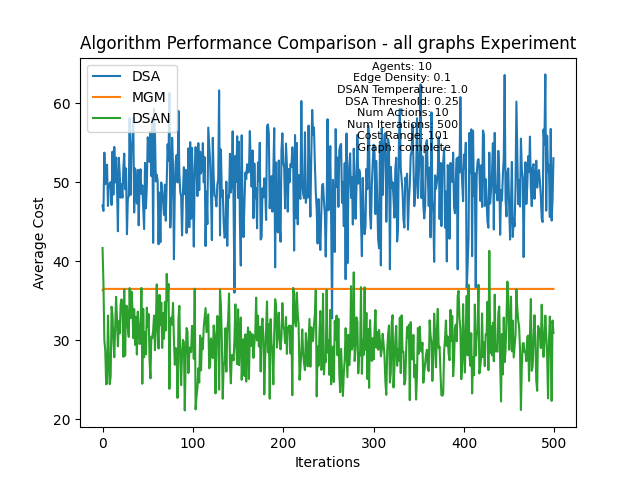 Algorithm Performance Comparison - all graphs Experiment
DSA
MGM
DSAN
Agents: 10
Edge Density: 0.1
DSAN Temperature: 1.0
DSA Threshold: 0.25
Num Actions: 10
Num Iterations: 500
Cost Range: 101
Graph: complete
Average Cost
60
50
40
30
20
0
100
200
300
400
500
Iterations